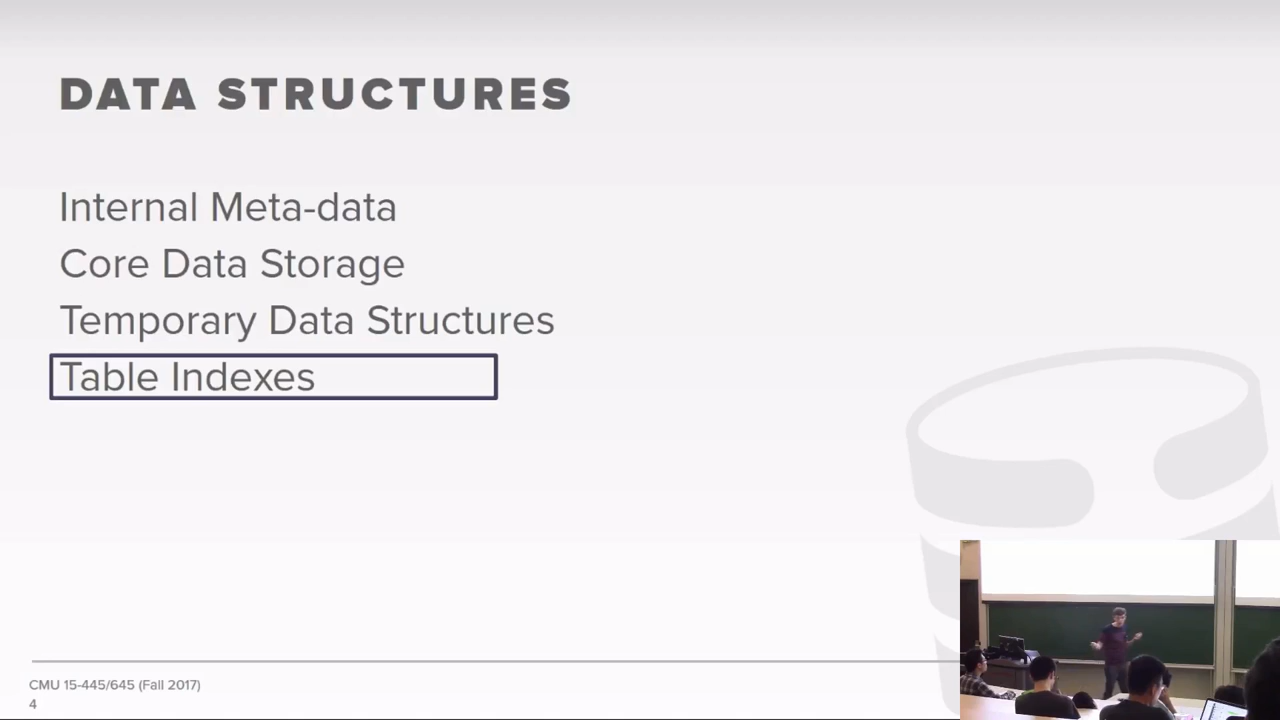 DATA STRUCTURES
Internal Meta-data
Core Data Storage
Temporary Data Structures
Table Indexes
CMU 15-445/645 (Fall 2017)
4